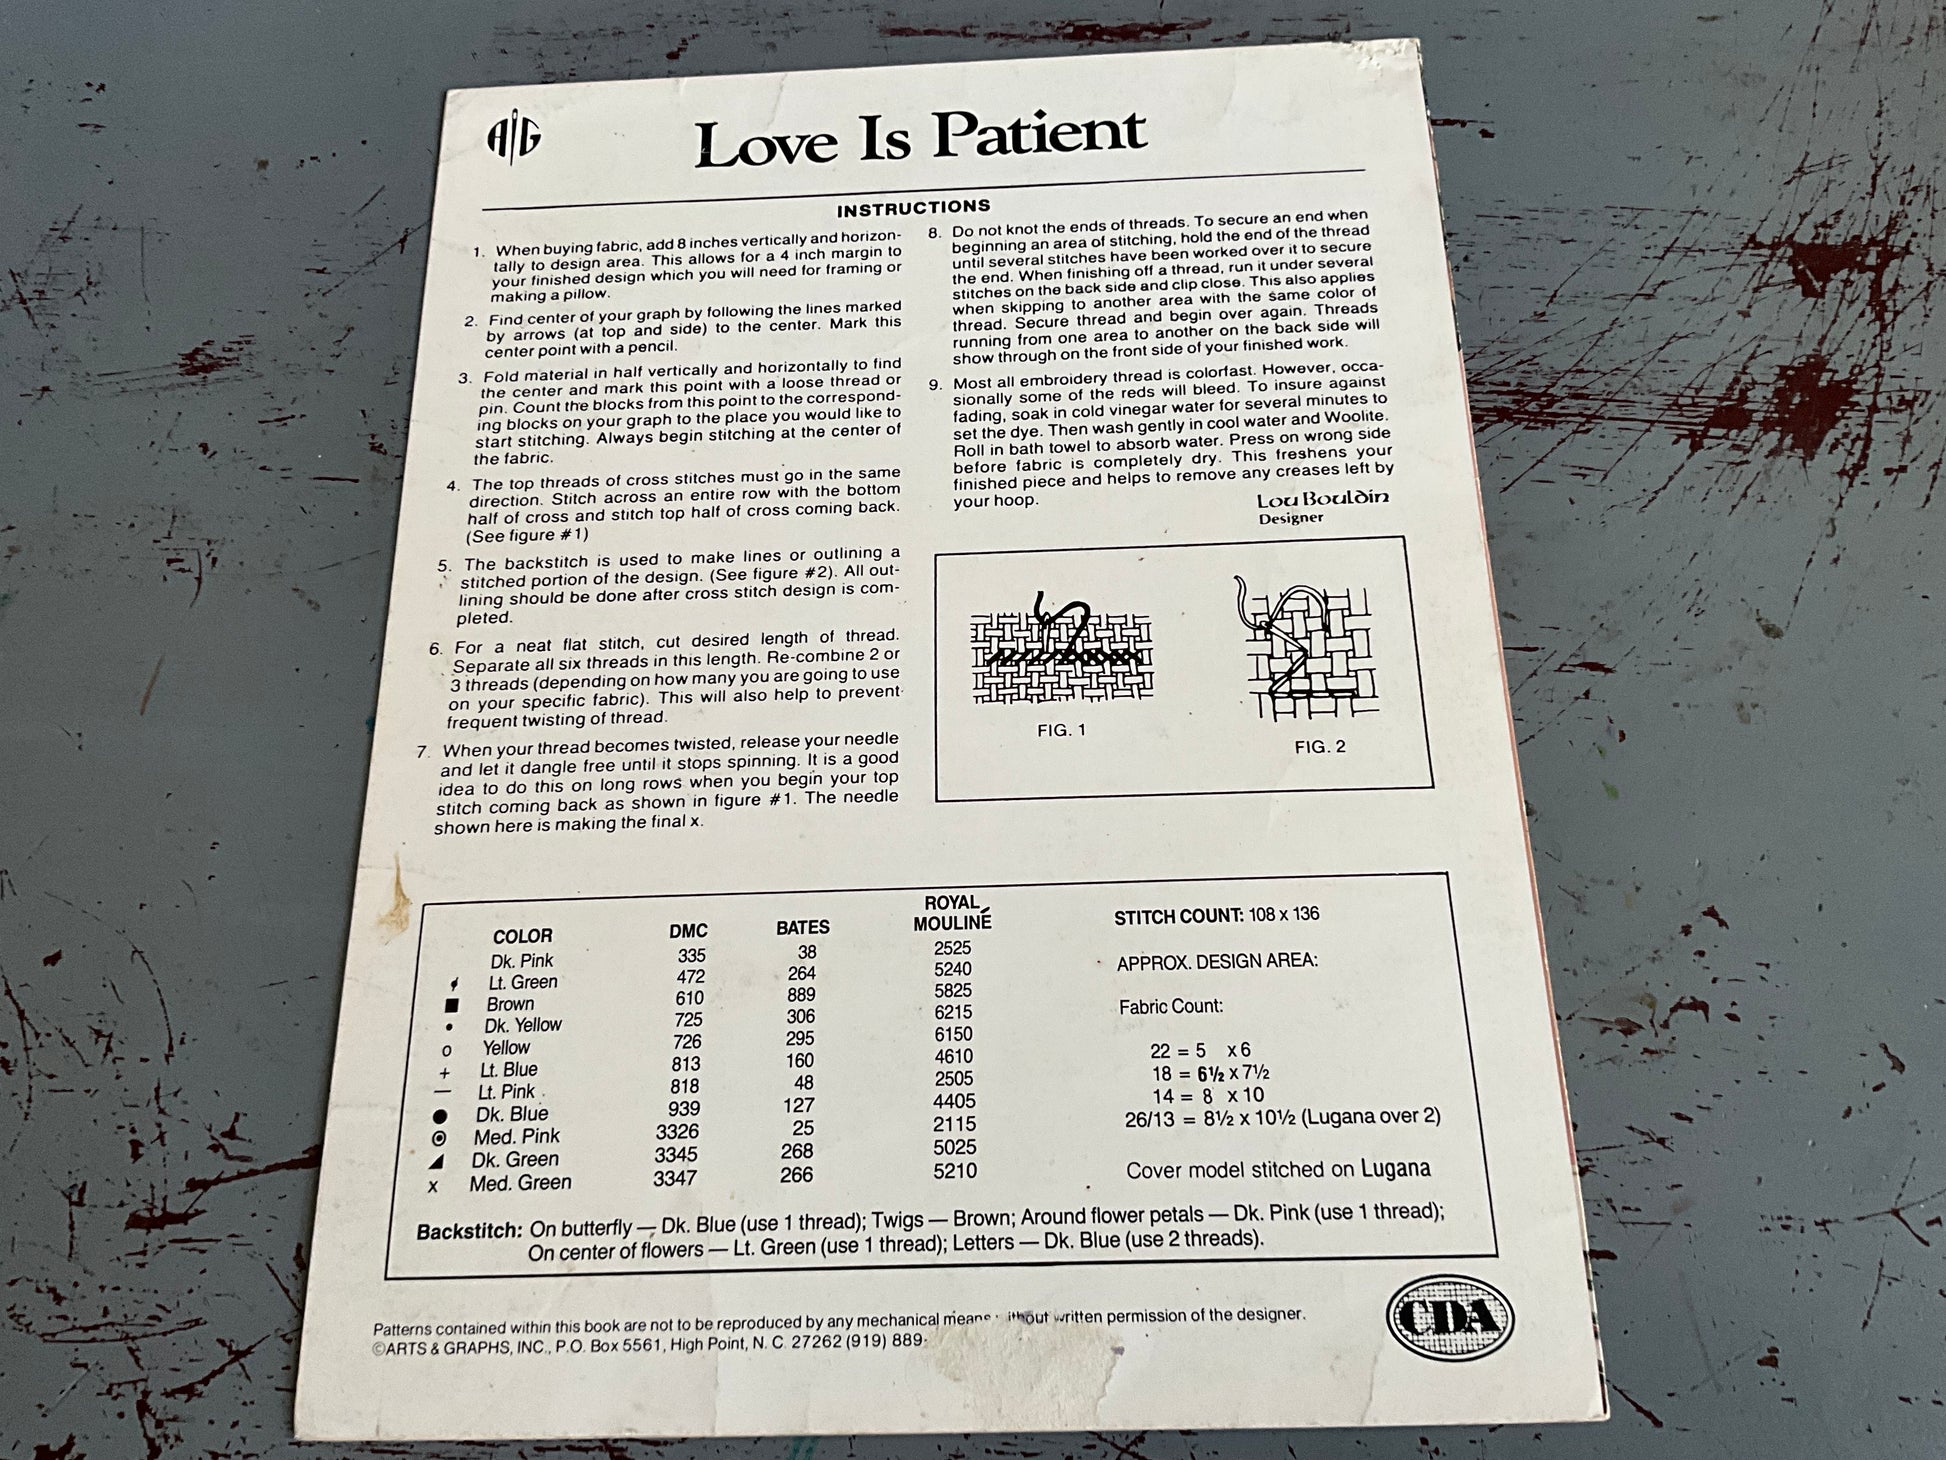 AIG
Love Is Patient
INSTRUCTIONS
1. When buying fabric, add 8 inches vertically and horizon-
tally to design area. This allows for a 4 inch margin to
your finished design which you will need for framing or
making a pillow.
2. Find center of your graph by following the lines marked
by arrows (at top and side) to the center. Mark this
center point with a pencil.
3. Fold material in half vertically and horizontally to find
the center and mark this point with a loose thread or
pin. Count the blocks from this point to the correspond-
ing blocks on your graph to the place you would like to
start stitching. Always begin stitching at the center of
the fabric.
4. The top threads of cross stitches must go in the same
direction. Stitch across an entire row with the bottom
half of cross and stitch top half of cross coming back.
(See figure #1)
5. The backstitch is used to make lines or outlining a
stitched portion of the design. (See figure #2). All out-
lining should be done after cross stitch design is com-
pleted.
6. For a neat flat stitch, cut desired length of thread.
Separate all six threads in this length. Re-combine 2 or
3 threads (depending on how many you are going to use
on your specific fabric). This will also help to prevent
frequent twisting of thread.
7. When your thread becomes twisted, release your needle
and let it dangle free until it stops spinning. It is a good
idea to do this on long rows when you begin your top
stitch coming back as shown in figure #1. The needle
shown here is making the final x.
8. Do not knot the ends of threads. To secure an end when
beginning an area of stitching, hold the end of the thread
until several stitches have been worked over it to secure
the end. When finishing off a thread, run it under several
stitches on the back side and clip close. This also applies
when skipping to another area with the same color of
thread. Secure thread and begin over again. Threads
running from one area to another on the back side will
show through on the front side of your finished work.
9. Most all embroidery thread is colorfast. However, occa-
sionally some of the reds will bleed. To insure against
fading, soak in cold vinegar water for several minutes to
set the dye. Then wash gently in cool water and Woolite.
Roll in bath towel to absorb water. Press on wrong side
before fabric is completely dry. This freshens your
finished piece and helps to remove any creases left by
your hoop.
Lou Bouldin
Designer
FIG. 1
FIG. 2
COLOR DMC BATES ROYAL MOULINÉ
Dk. Pink 335 38 2525
Lt. Green 472 264 5240
■ Brown 610 889 5825
• Dk. Yellow 725 306 6215
o Yellow 726 295 6150
+ Lt. Blue 813 160 4610
— Lt. Pink 818 48 2505
● Dk. Blue 939 127 4405
◉ Med. Pink 3326 25 2115
◢ Dk. Green 3345 268 5025
x Med. Green 3347 266 5210
STITCH COUNT: 108 x 136
APPROX. DESIGN AREA:
Fabric Count:
22 = 5 x 6
18 = 6½ x 7½
14 = 8 x 10
26/13 = 8½ x 10½ (Lugana over 2)
Cover model stitched on Lugana
Backstitch: On butterfly — Dk. Blue (use 1 thread); Twigs — Brown; Around flower petals — Dk. Pink (use 1 thread);
On center of flowers — Lt. Green (use 1 thread); Letters — Dk. Blue (use 2 threads).
Patterns contained within this book are not to be reproduced by any mechanical means without written permission of the designer.
©ARTS & GRAPHS, INC., P.O. Box 5561, High Point, N. C. 27262 (919) 889-
CDA